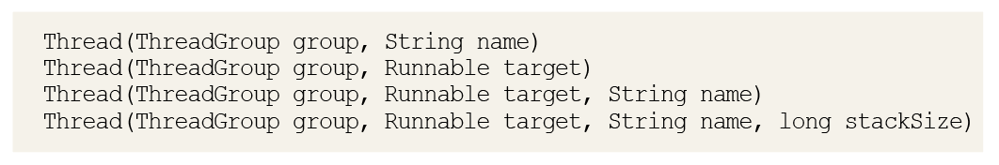 Thread(ThreadGroup group, String name)
Thread(ThreadGroup group, Runnable target)
Thread(ThreadGroup group, Runnable target, String name)
Thread(ThreadGroup group, Runnable target, String name, long stackSize)